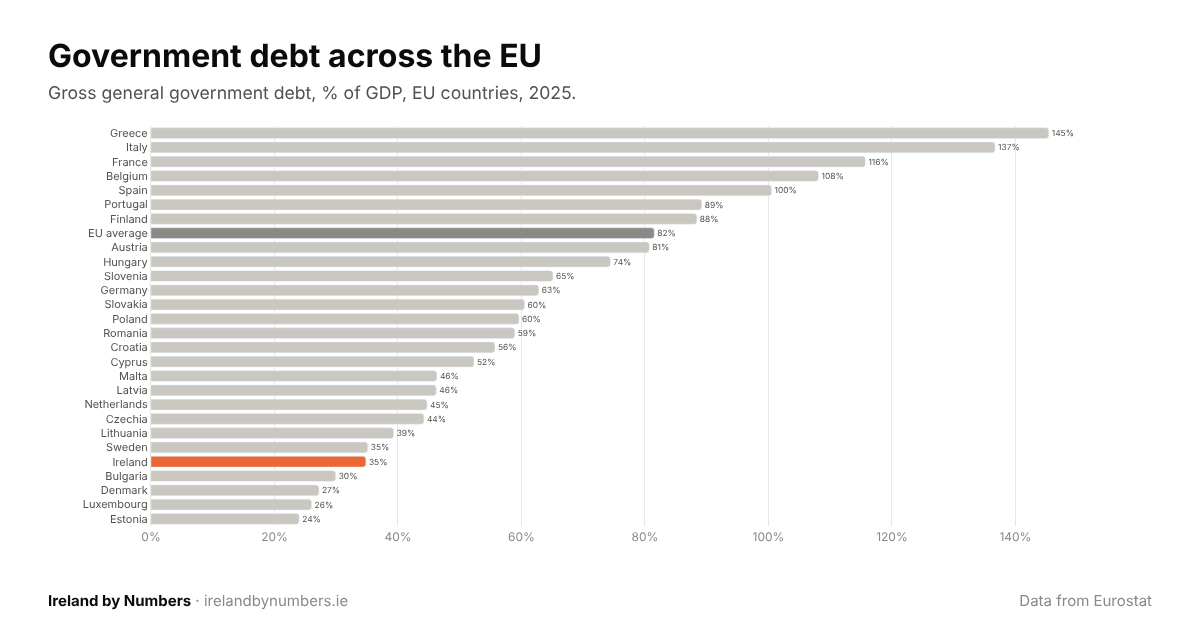 Government debt across the EU
Gross general government debt, % of GDP, EU countries, 2025.
Greece 145%
Italy 137%
France 116%
Belgium 108%
Spain 100%
Portugal 89%
Finland 88%
EU average 82%
Austria 81%
Hungary 74%
Slovenia 65%
Germany 63%
Slovakia 60%
Poland 60%
Romania 59%
Croatia 56%
Cyprus 52%
Malta 46%
Latvia 46%
Netherlands 45%
Czechia 44%
Lithuania 39%
Sweden 35%
Ireland 35%
Bulgaria 30%
Denmark 27%
Luxembourg 26%
Estonia 24%
0% 20% 40% 60% 80% 100% 120% 140%
Ireland by Numbers · irelandbynumbers.ie Data from Eurostat